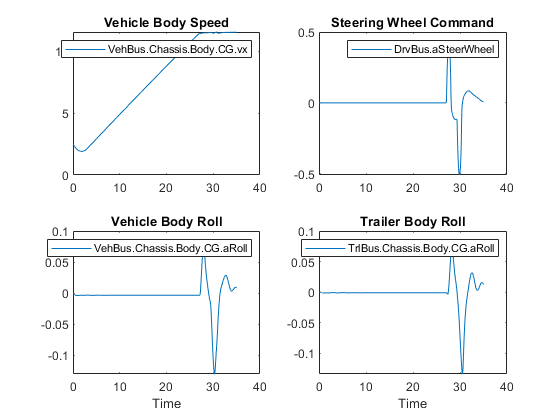 Vehicle Body Speed
VehBus.Chassis.Body.CG.vx
5
0
0 10 20 30 40
Steering Wheel Command
DrvBus.aSteerWheel
0.5
0
-0.5
0 10 20 30 40
Vehicle Body Roll
VehBus.Chassis.Body.CG.aRoll
0.1
0.05
0
-0.05
-0.1
0 10 20 30 40
Time
Trailer Body Roll
TrlBus.Chassis.Body.CG.aRoll
0.1
0.05
0
-0.05
-0.1
0 10 20 30 40
Time